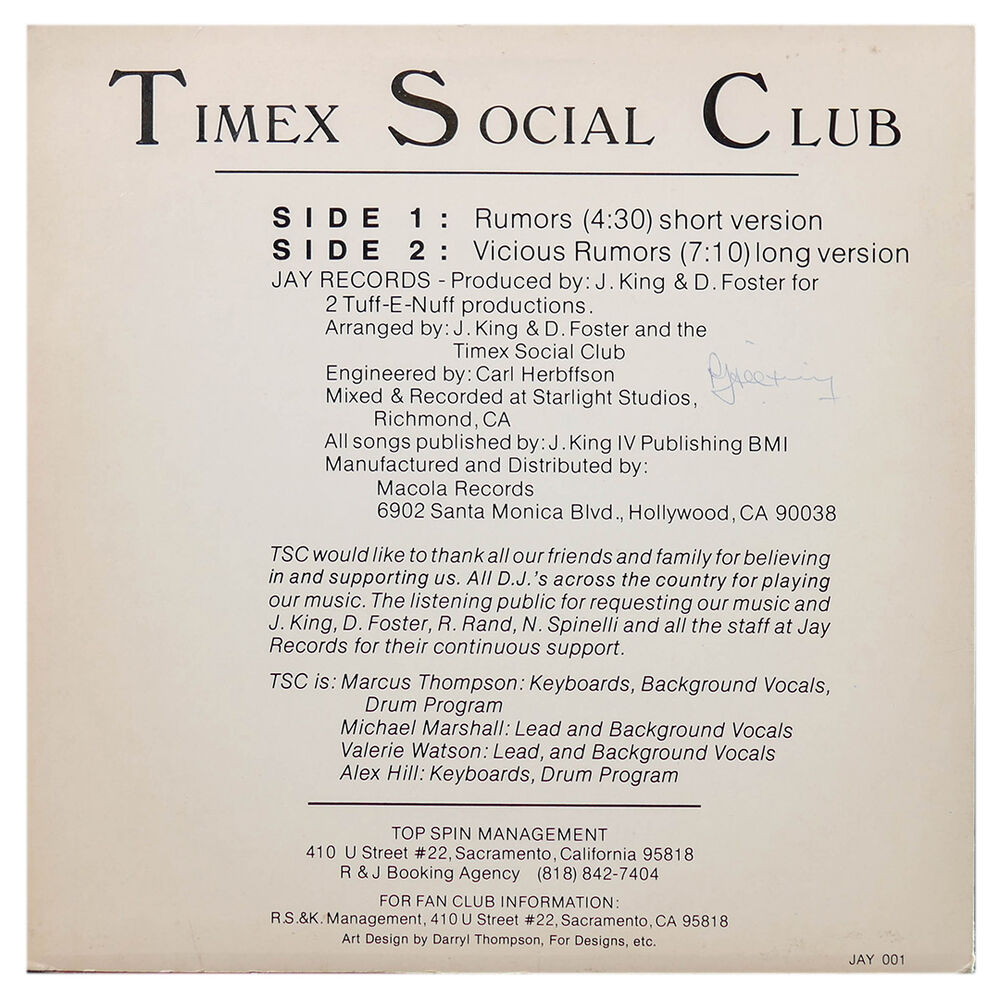 TIMEX SOCIAL CLUB
SIDE 1: Rumors (4:30) short version
SIDE 2: Vicious Rumors (7:10) long version
JAY RECORDS - Produced by: J. King & D. Foster for
2 Tuff-E-Nuff productions.
Arranged by: J. King & D. Foster and the
Timex Social Club
Engineered by: Carl Herbffson
Mixed & Recorded at Starlight Studios,
Richmond, CA
All songs published by: J. King IV Publishing BMI
Manufactured and Distributed by:
Macola Records
6902 Santa Monica Blvd., Hollywood, CA 90038
TSC would like to thank all our friends and family for believing
in and supporting us. All D.J.'s across the country for playing
our music. The listening public for requesting our music and
J. King, D. Foster, R. Rand, N. Spinelli and all the staff at Jay
Records for their continuous support.
TSC is: Marcus Thompson: Keyboards, Background Vocals,
Drum Program
Michael Marshall: Lead and Background Vocals
Valerie Watson: Lead, and Background Vocals
Alex Hill: Keyboards, Drum Program
TOP SPIN MANAGEMENT
410 U Street #22, Sacramento, California 95818
R & J Booking Agency (818) 842-7404
FOR FAN CLUB INFORMATION:
R.S.&K. Management, 410 U Street #22, Sacramento, CA 95818
Art Design by Darryl Thompson, For Designs, etc.
JAY 001